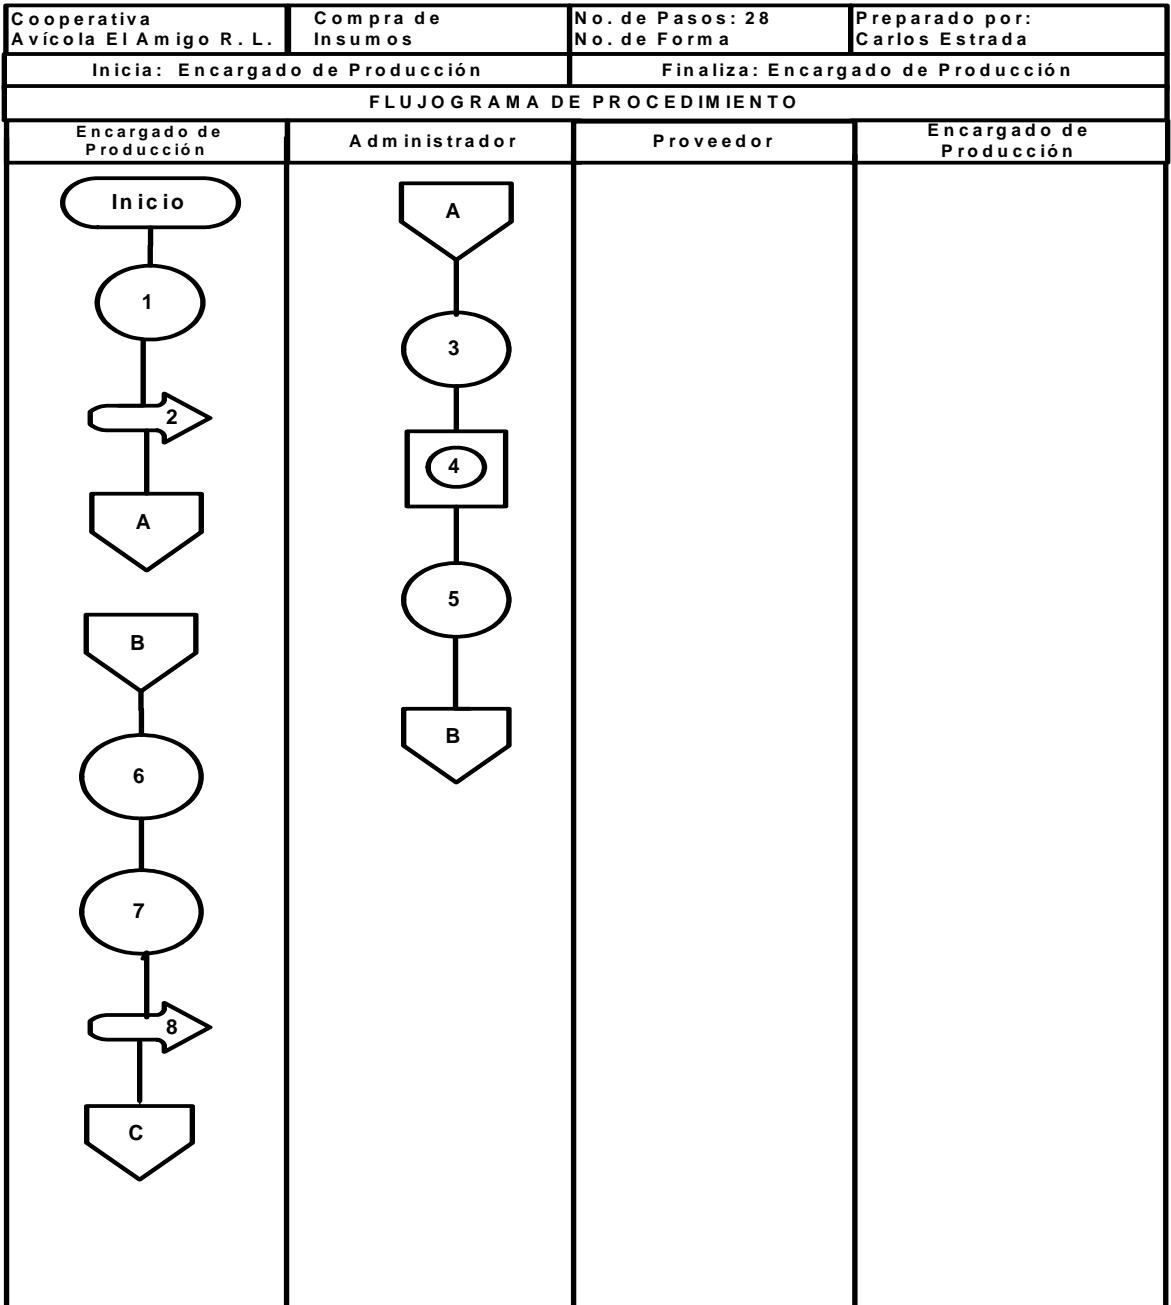 Cooperativa
Avícola El Amigo R. L.
Compra de
Insumos
No. de Pasos: 28
No. de Forma
Preparado por:
Carlos Estrada
Inicia: Encargado de Producción
Finaliza: Encargado de Producción
FLUJOGRAMA DE PROCEDIMIENTO
Encargado de
Producción
Administrador
Proveedor
Encargado de
Producción
Inicio
1
2
A
B
6
7
8
C
A
3
4
5
B